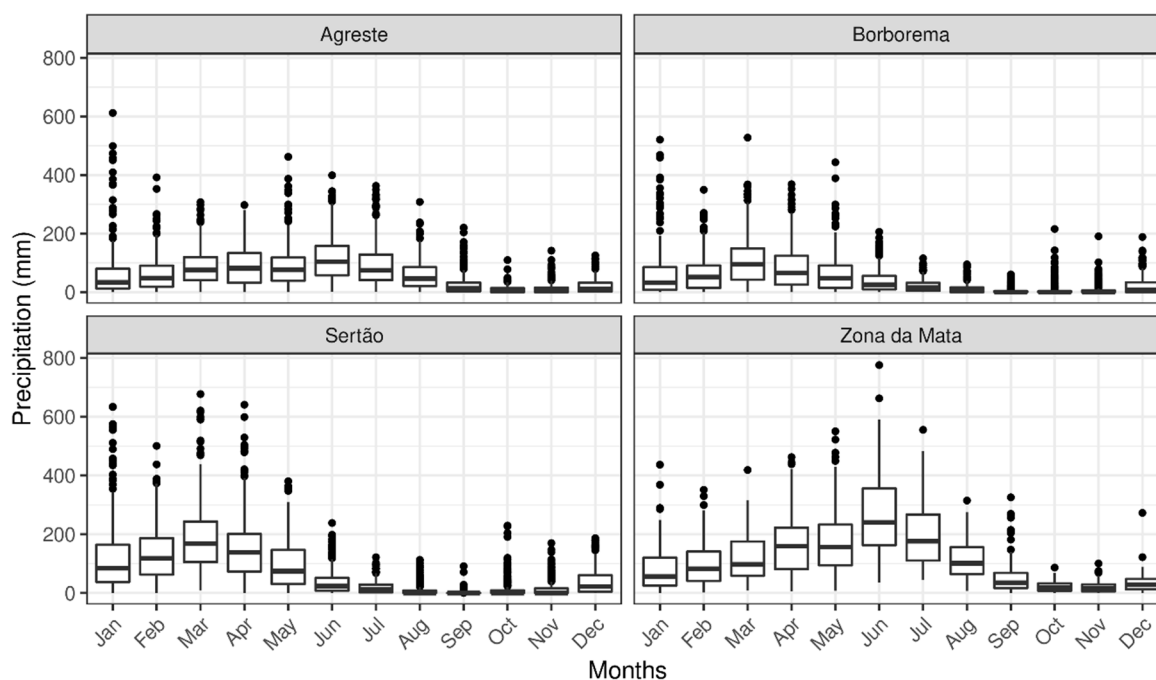 Agreste
Borborema
800
600
400
200
0
Sertão
Zona da Mata
800
600
400
200
0
Precipitation (mm)
Jan Feb Mar Apr May Jun Jul Aug Sep Oct Nov Dec
Jan Feb Mar Apr May Jun Jul Aug Sep Oct Nov Dec
Months